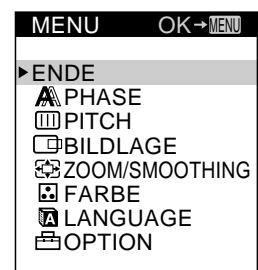 MENU OK→MENU
▶ENDE
PHASE
PITCH
BILDLAGE
ZOOM/SMOOTHING
FARBE
LANGUAGE
OPTION